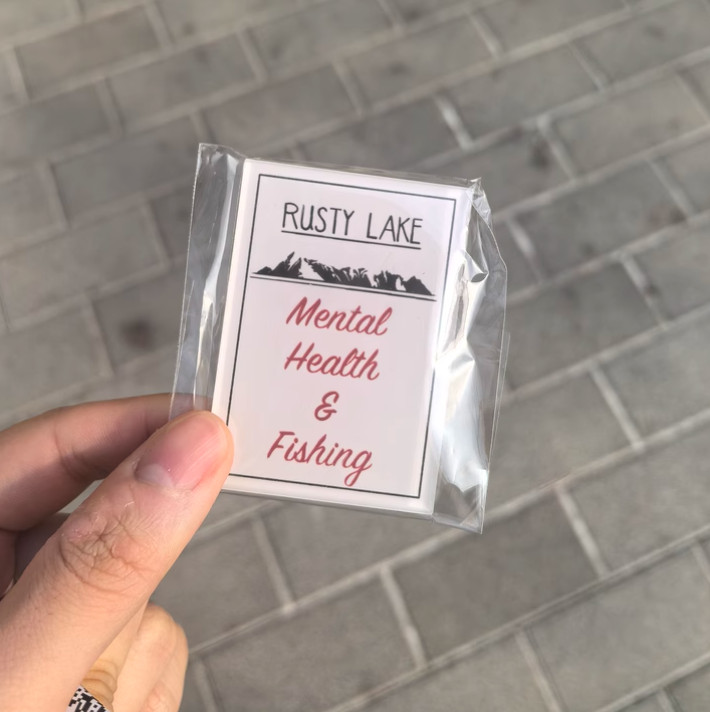 RUSTY LAKE
Mental
Health
&
Fishing